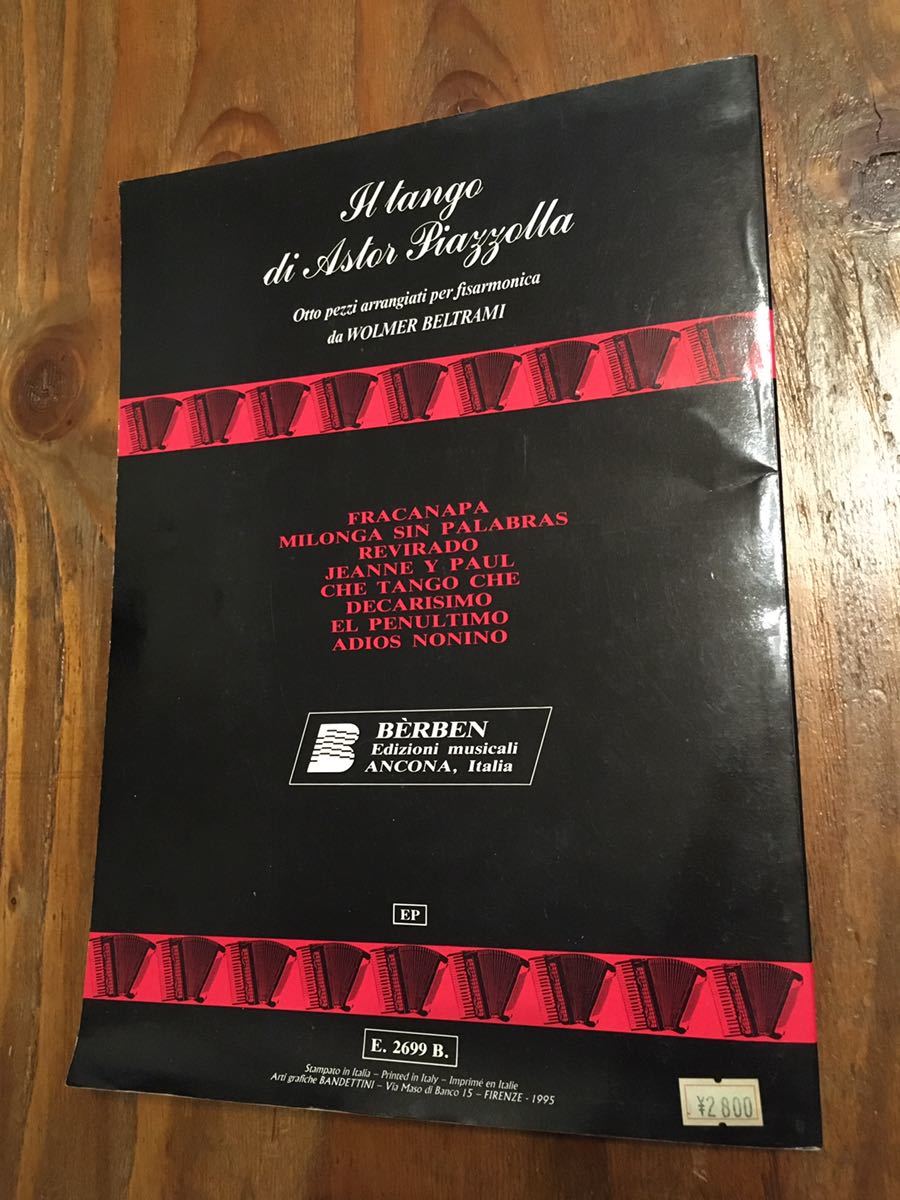 Il tango
di Astor Piazzolla
Otto pezzi arrangiati per fisarmonica
da WOLMER BELTRAMI
FRACANAPA
MILONGA SIN PALABRAS
REVIRADO
JEANNE Y PAUL
CHE TANGO CHE
DECARISIMO
EL PENULTIMO
ADIOS NONINO
B BÈRBEN
Edizioni musicali
ANCONA, Italia
EP
E. 2699 B.
Stampato in Italia – Printed in Italy – Imprimé en Italie
Arti grafiche BANDETTINI – Via Maso di Banco 15 – FIRENZE - 1995
¥2800